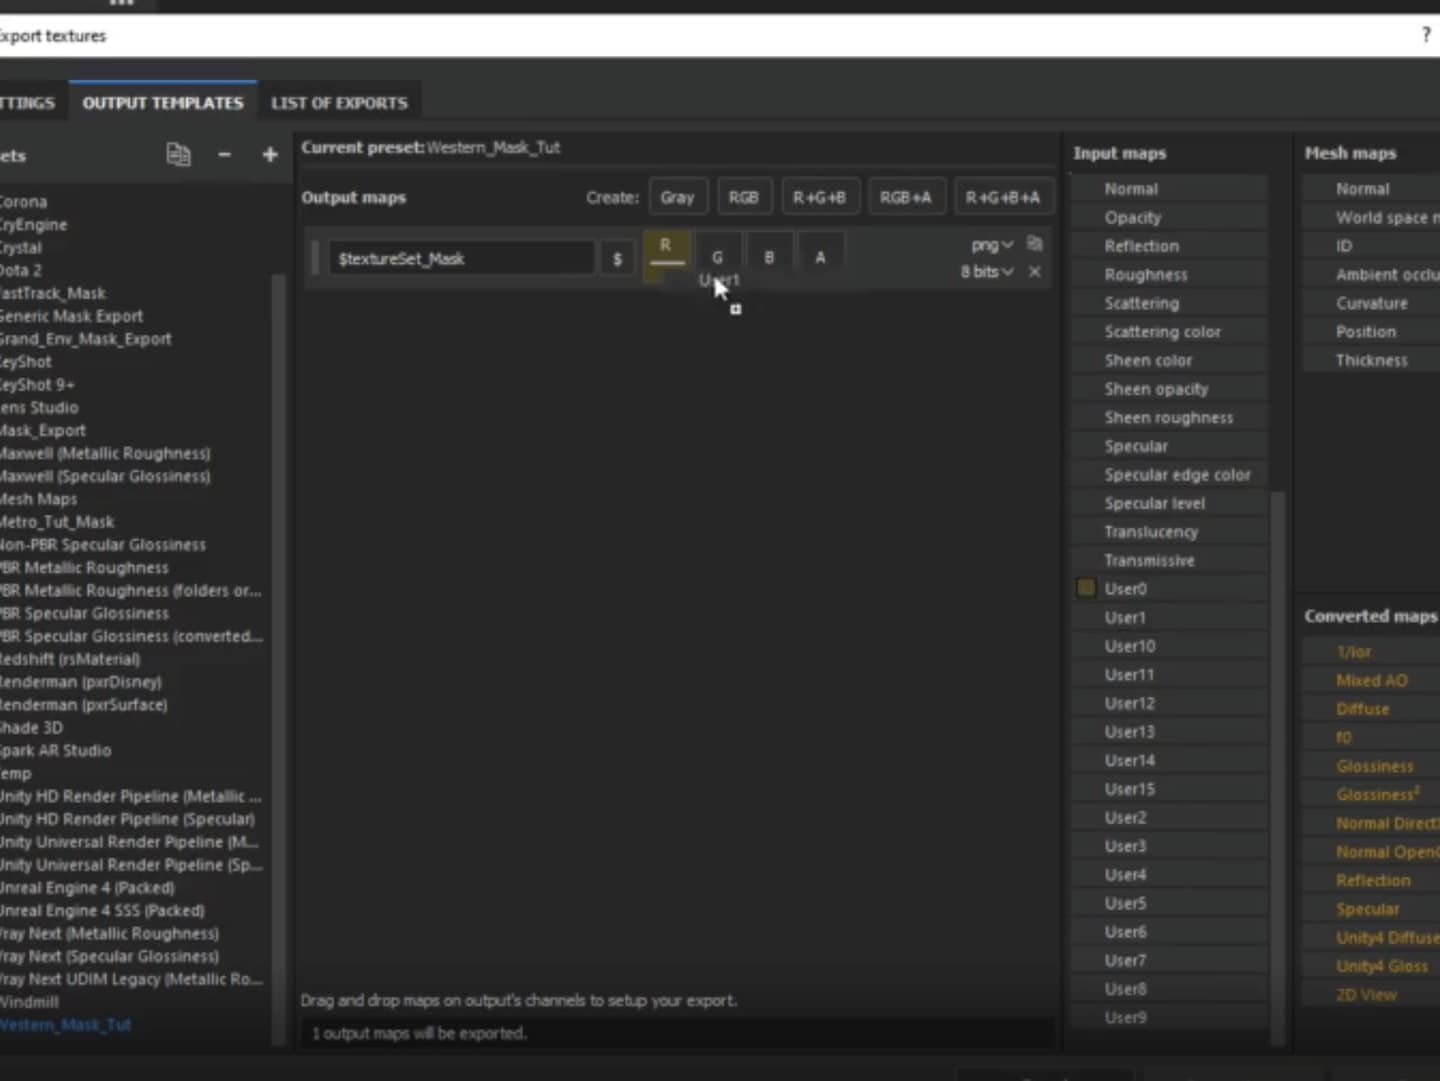 Export textures
?
TTINGS
OUTPUT TEMPLATES
LIST OF EXPORTS
ets
−
+
Corona
CryEngine
Crystal
Dota 2
FastTrack_Mask
Generic Mask Export
Grand_Env_Mask_Export
KeyShot
KeyShot 9+
Lens Studio
Mask_Export
Maxwell (Metallic Roughness)
Maxwell (Specular Glossiness)
Mesh Maps
Metro_Tut_Mask
Non-PBR Specular Glossiness
PBR Metallic Roughness
PBR Metallic Roughness (folders or...
PBR Specular Glossiness
PBR Specular Glossiness (converted...
Redshift (rsMaterial)
Renderman (pxrDisney)
Renderman (pxrSurface)
Shade 3D
Spark AR Studio
Temp
Unity HD Render Pipeline (Metallic ...
Unity HD Render Pipeline (Specular)
Unity Universal Render Pipeline (M...
Unity Universal Render Pipeline (Sp...
Unreal Engine 4 (Packed)
Unreal Engine 4 SSS (Packed)
Vray Next (Metallic Roughness)
Vray Next (Specular Glossiness)
Vray Next UDIM Legacy (Metallic Ro...
Windmill
Western_Mask_Tut
Current preset: Western_Mask_Tut
Output maps
Create: Gray RGB R+G+B RGB+A R+G+B+A
$textureSet_Mask $ R G B A
png
8 bits ×
User1
Drag and drop maps on output's channels to setup your export.
1 output maps will be exported.
Input maps
Normal
Opacity
Reflection
Roughness
Scattering
Scattering color
Sheen color
Sheen opacity
Sheen roughness
Specular
Specular edge color
Specular level
Translucency
Transmissive
User0
User1
User10
User11
User12
User13
User14
User15
User2
User3
User4
User5
User6
User7
User8
User9
Mesh maps
Normal
World space n
ID
Ambient occlu
Curvature
Position
Thickness
Converted maps
1/ior
Mixed AO
Diffuse
f0
Glossiness
Glossiness²
Normal Direct
Normal Open
Reflection
Specular
Unity4 Diffuse
Unity4 Gloss
2D View